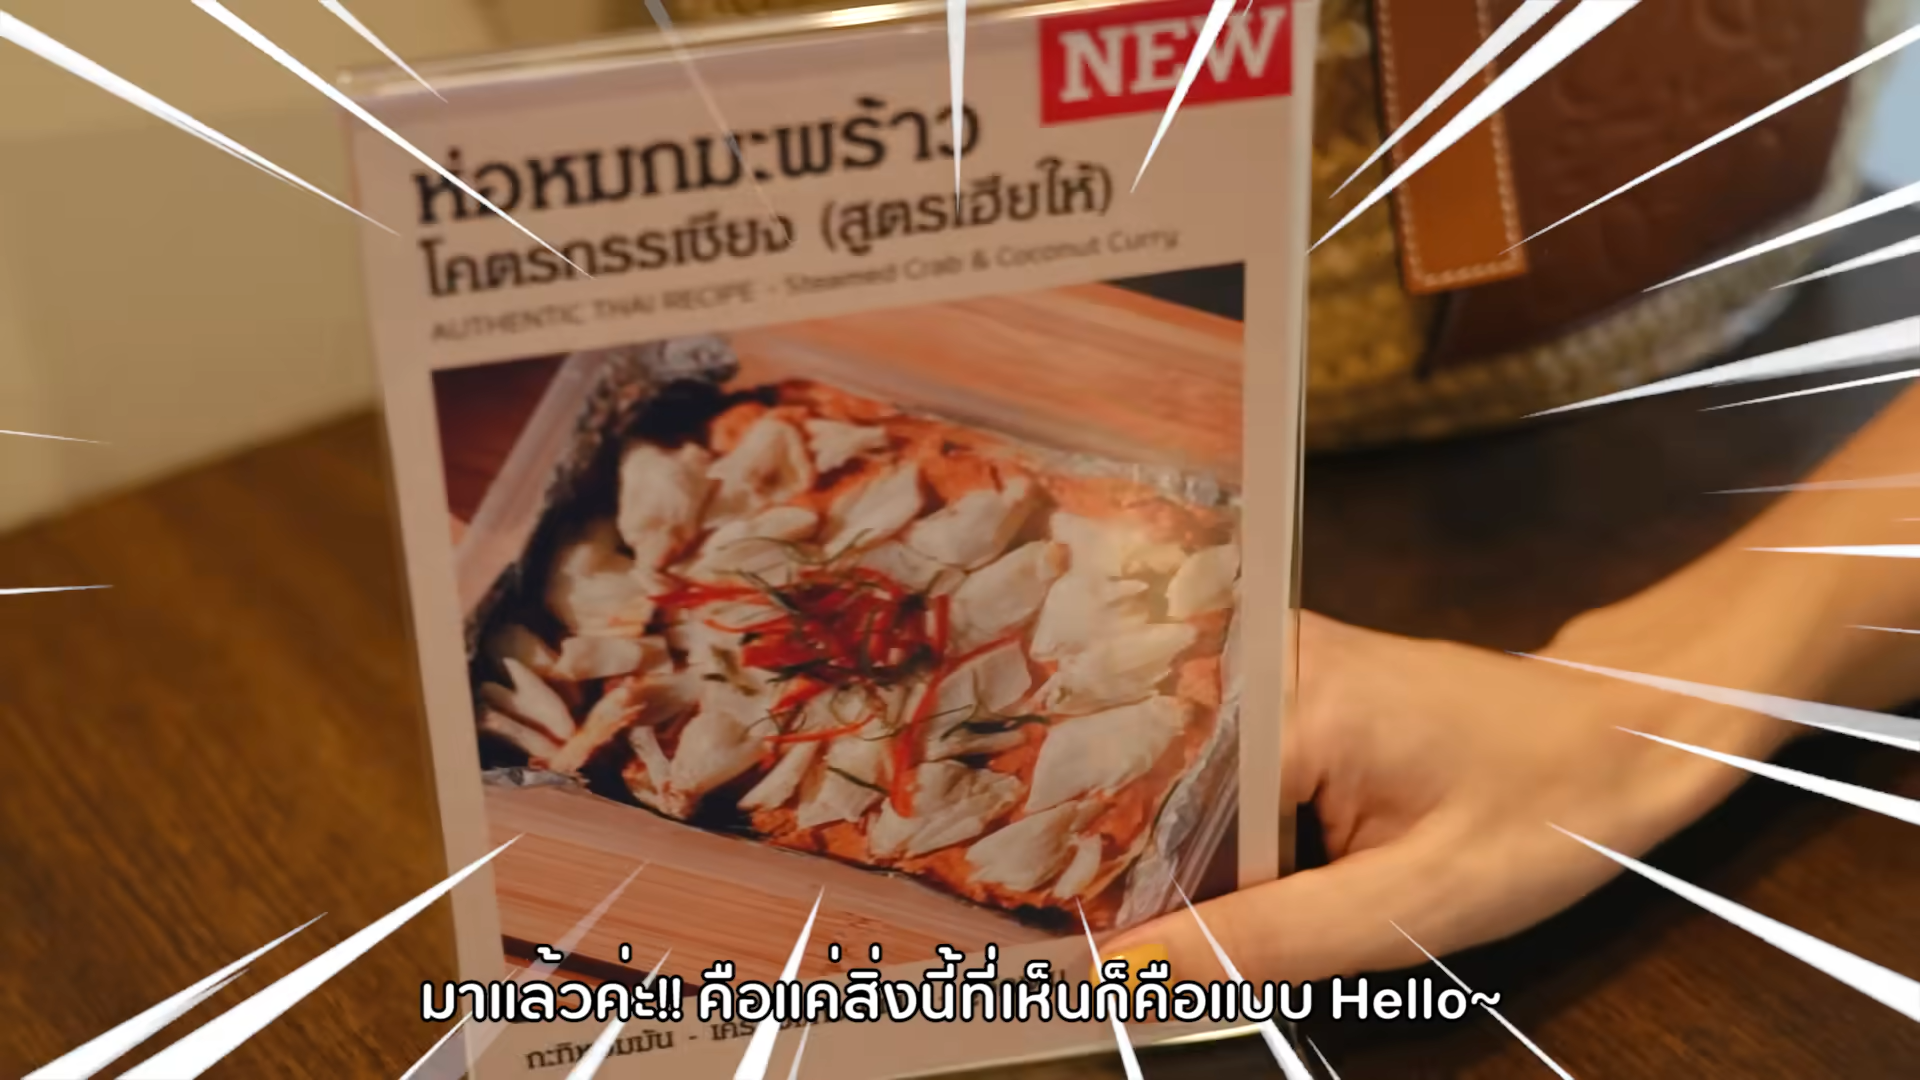 NEW
ห่อหมกมะพร้าว
โคตรกรรเชียง (สูตรเฮียให้)
AUTHENTIC THAI RECIPE - Steamed Crab & Coconut Curry
มาแล้วค่ะ!! คือแค่สิ่งนี้ที่เห็นก็คือแบบ Hello~